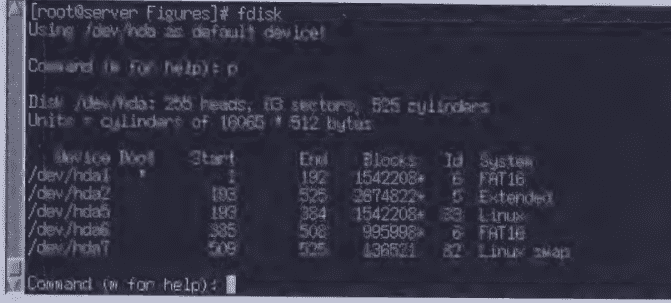 [root@server Figures]# fdisk
Using /dev/hda as default device!
Command (m for help): p
Disk /dev/hda: 255 heads, 63 sectors, 525 cylinders
Units = cylinders of 16065 * 512 bytes
Device Boot Start End Blocks Id System
/dev/hda1 * 1 192 1542208+ 6 FAT16
/dev/hda2 193 525 2674822+ 5 Extended
/dev/hda5 193 384 1542208+ 83 Linux
/dev/hda6 385 508 995998+ 6 FAT16
/dev/hda7 509 525 136521 82 Linux swap
Command (m for help):